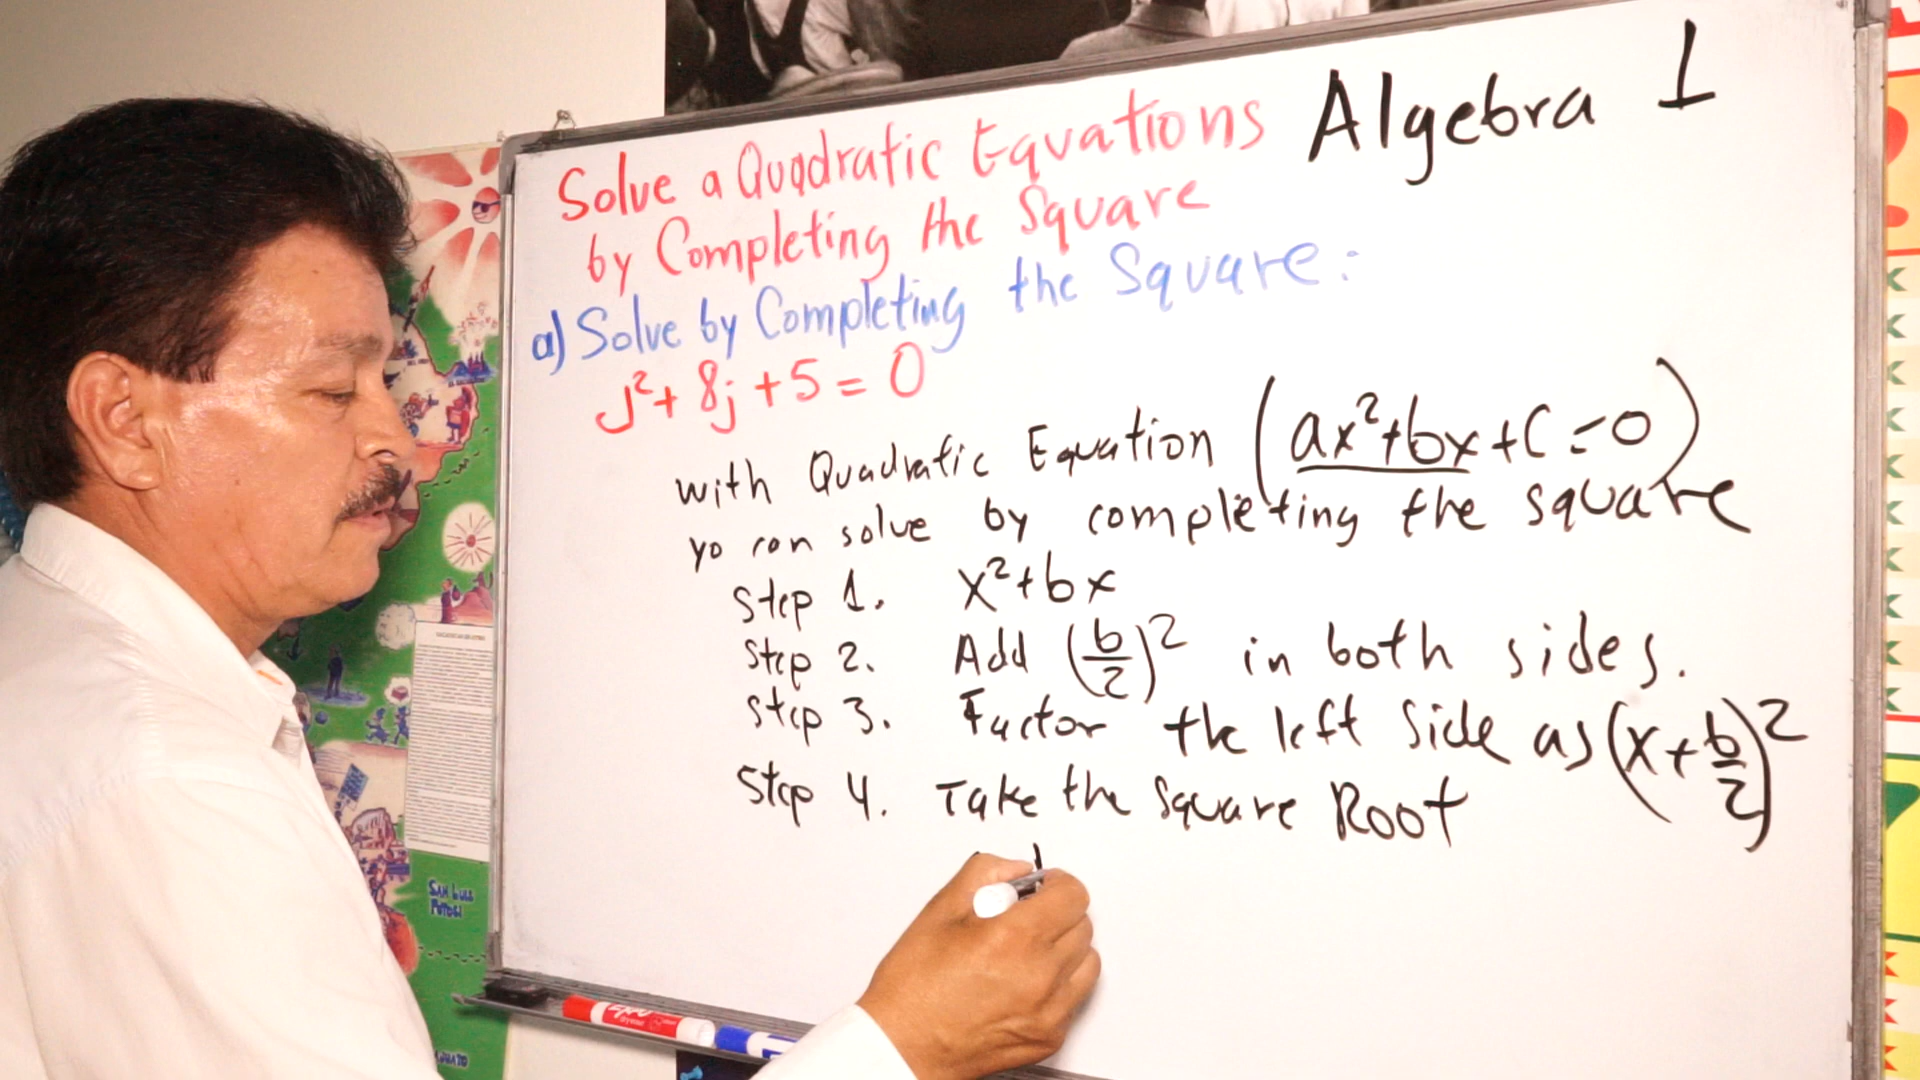 Solve a Quadratic Equations Algebra 1
by Completing the Square
a) Solve by Completing the Square:
j²+ 8j +5 = 0
with Quadratic Equation (ax²+bx+c=0)
yo can solve by completing the square
Step 1. x²+bx
Step 2. Add (b/2)² in both sides.
Step 3. Factor the left side as (x+b/2)²
Step 4. Take the Square Root
SAN LUIS
POTOSI